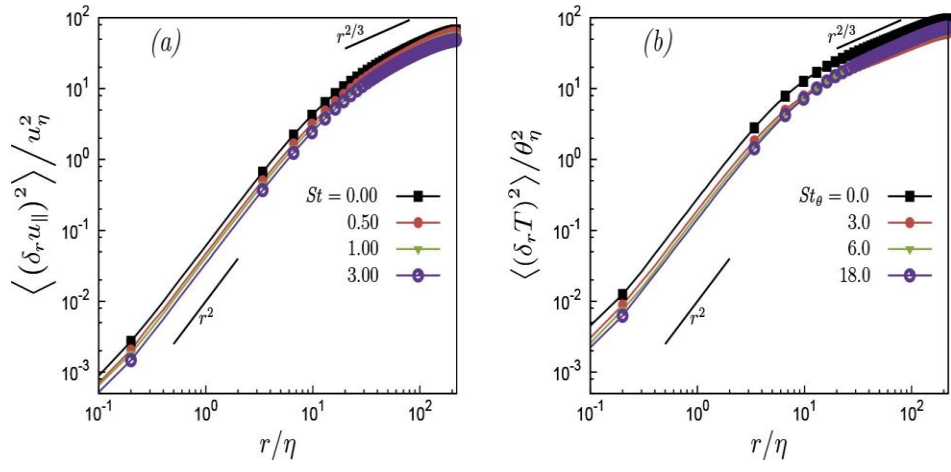 (a)
r^{2/3}
r^2
St = 0.00
0.50
1.00
3.00
10^2
10^1
10^0
10^{-1}
10^{-2}
10^{-3}
10^{-1} 10^0 10^1 10^2
r/η
⟨(δ_r u_∥)^2⟩/u_η^2
(b)
r^{2/3}
r^2
St_θ = 0.0
3.0
6.0
18.0
10^2
10^1
10^0
10^{-1}
10^{-2}
10^{-3}
10^{-1} 10^0 10^1 10^2
r/η
⟨(δ_r T)^2⟩/θ_η^2